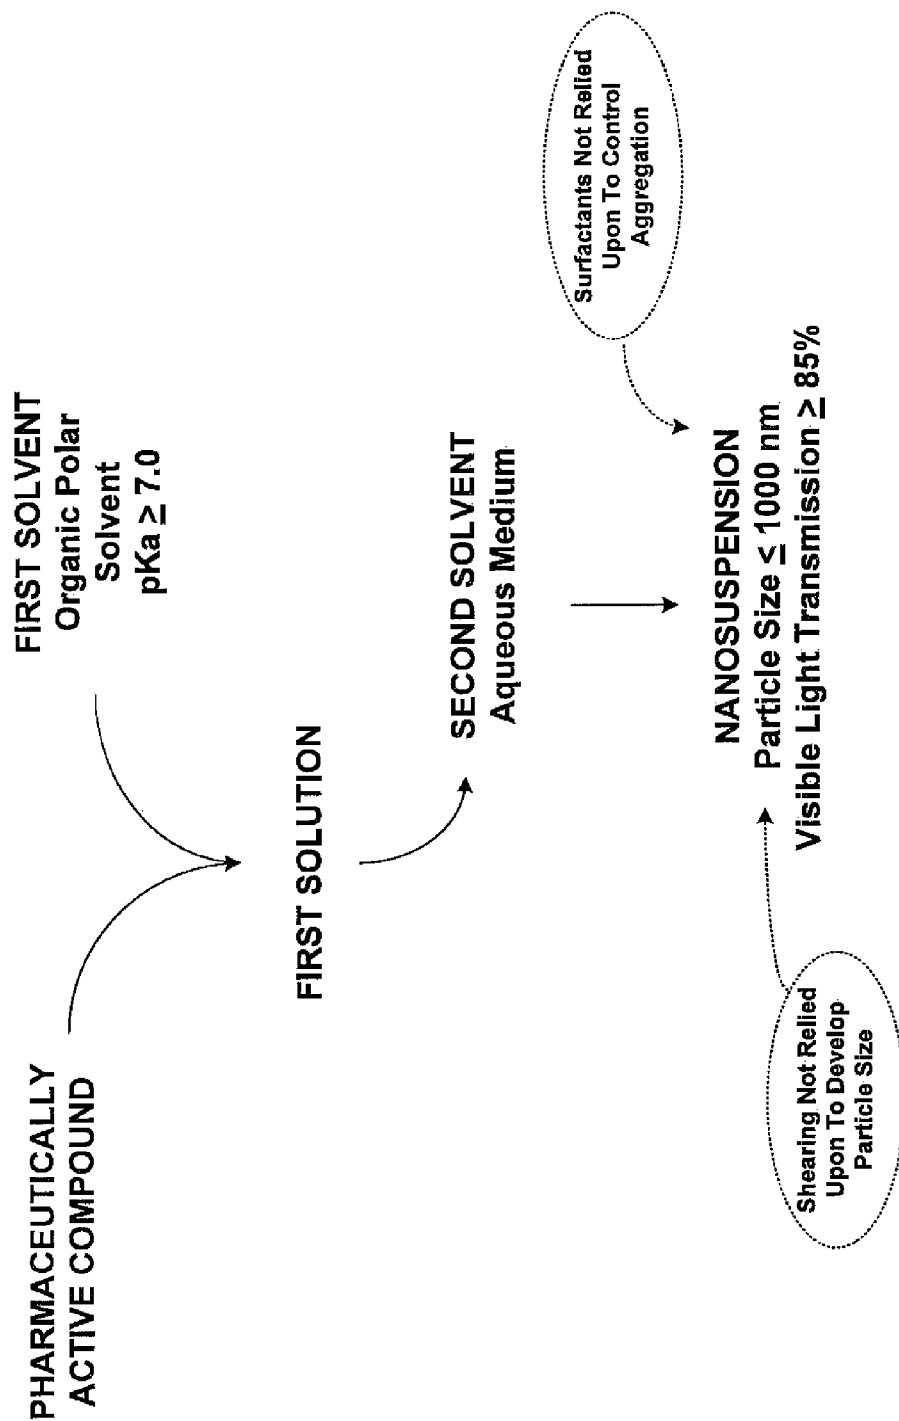 PHARMACEUTICALLY
ACTIVE COMPOUND
FIRST SOLVENT
Organic Polar
Solvent
pKa ≥ 7.0
FIRST SOLUTION
SECOND SOLVENT
Aqueous Medium
NANOSUSPENSION
Particle Size ≤ 1000 nm
Visible Light Transmission ≥ 85%
Shearing Not Relied
Upon To Develop
Particle Size
Surfactants Not Relied
Upon To Control
Aggregation